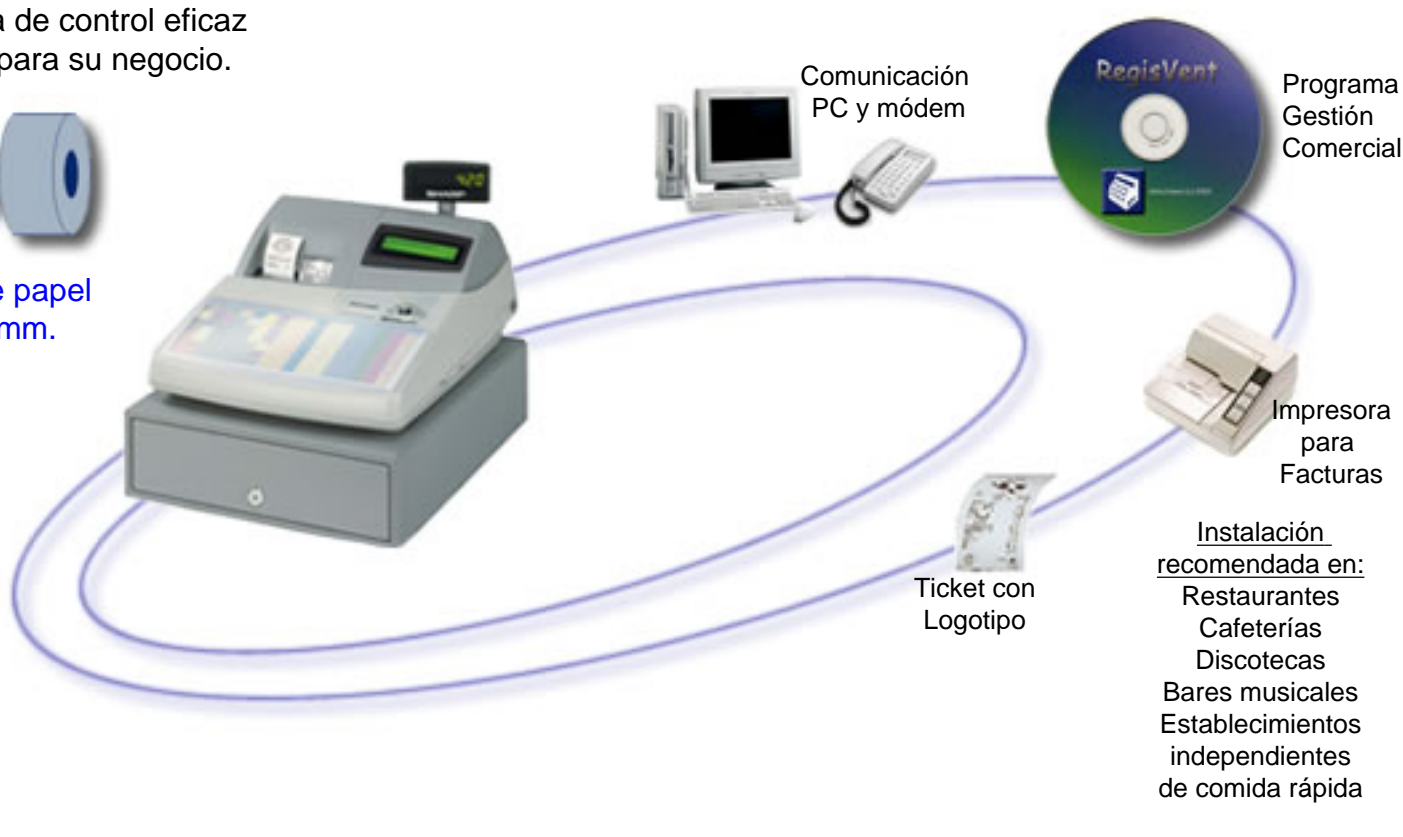 a de control eficaz
para su negocio.
Comunicación
PC y módem
RegisVent
Programa
Gestión
Comercial
e papel
mm.
420
Impresora
para
Facturas
Ticket con
Logotipo
Instalación
recomendada en:
Restaurantes
Cafeterías
Discotecas
Bares musicales
Establecimientos
independientes
de comida rápida